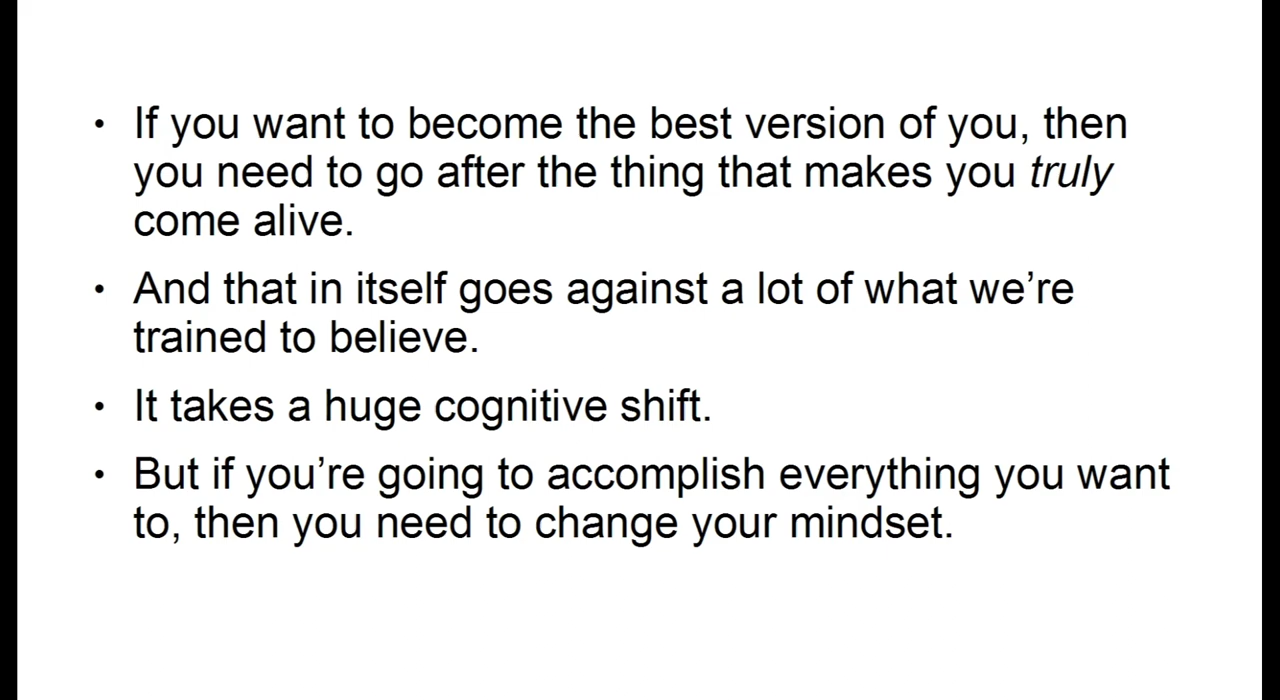 • If you want to become the best version of you, then
you need to go after the thing that makes you truly
come alive.
• And that in itself goes against a lot of what we’re
trained to believe.
• It takes a huge cognitive shift.
• But if you’re going to accomplish everything you want
to, then you need to change your mindset.